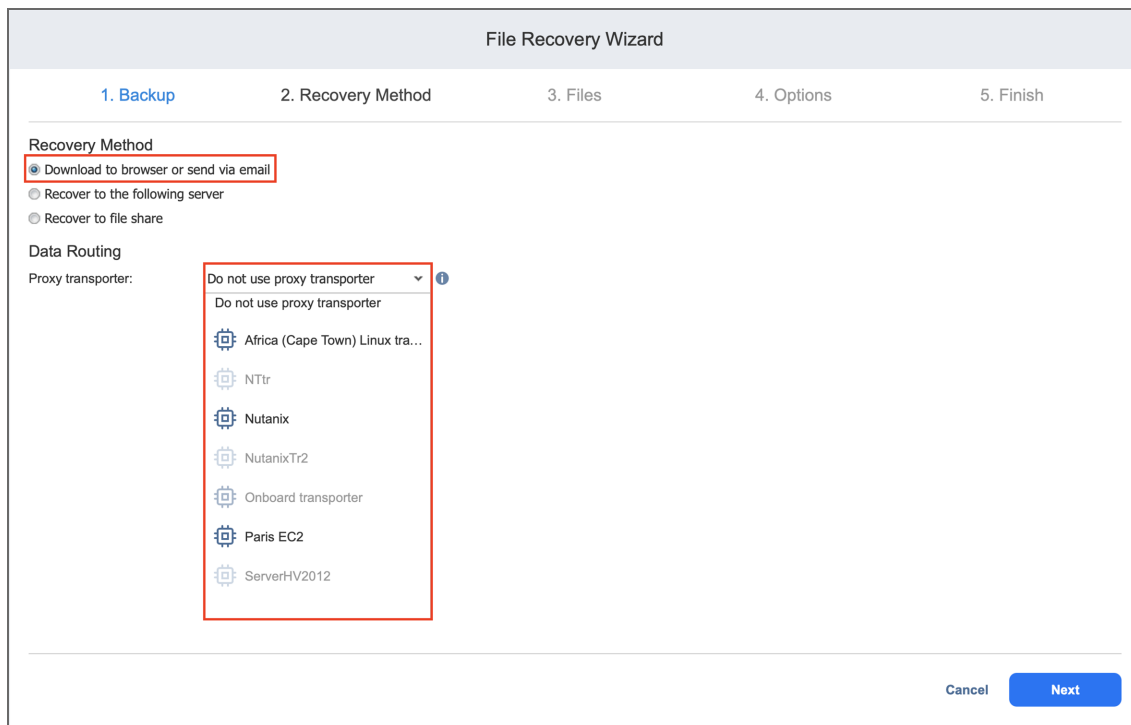 File Recovery Wizard
1. Backup 2. Recovery Method 3. Files 4. Options 5. Finish
Recovery Method
Download to browser or send via email
Recover to the following server
Recover to file share
Data Routing
Proxy transporter: Do not use proxy transporter
Do not use proxy transporter
Africa (Cape Town) Linux tra...
NTtr
Nutanix
NutanixTr2
Onboard transporter
Paris EC2
ServerHV2012
Cancel Next